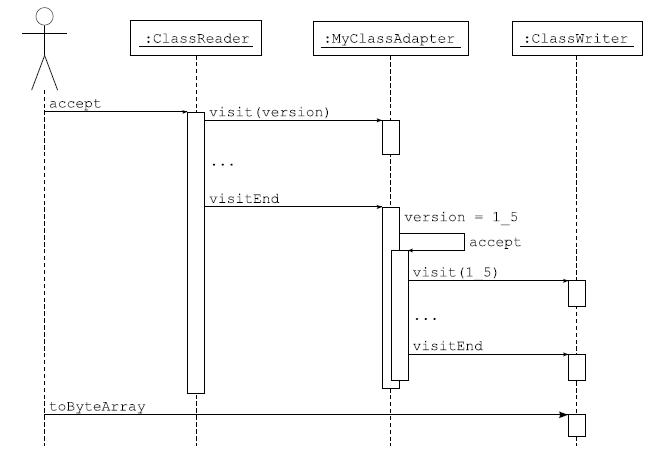 :ClassReader
:MyClassAdapter
:ClassWriter
accept
visit(version)
...
visitEnd
version = 1_5
accept
visit(1_5)
...
visitEnd
toByteArray